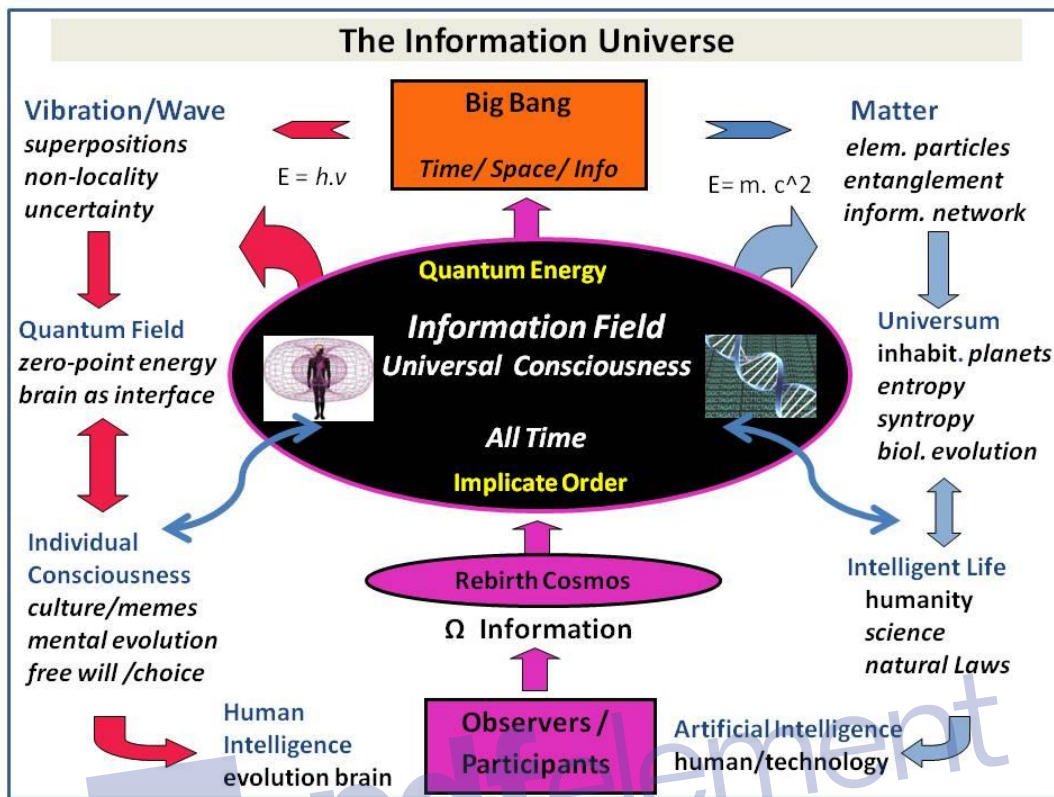 The Information Universe
Vibration/Wave
superpositions
non-locality
uncertainty
E = h.v
Big Bang
Time/ Space/ Info
E= m. c^2
Matter
elem. particles
entanglement
inform. network
Quantum Energy
Information Field
Universal Consciousness
All Time
Implicate Order
Quantum Field
zero-point energy
brain as interface
Universum
inhabit. planets
entropy
syntropy
biol. evolution
Individual
Consciousness
culture/memes
mental evolution
free will /choice
Rebirth Cosmos
Ω Information
Intelligent Life
humanity
science
natural Laws
Human
Intelligence
evolution brain
Observers /
Participants
Artificial Intelligence
human/technology
pdfelement